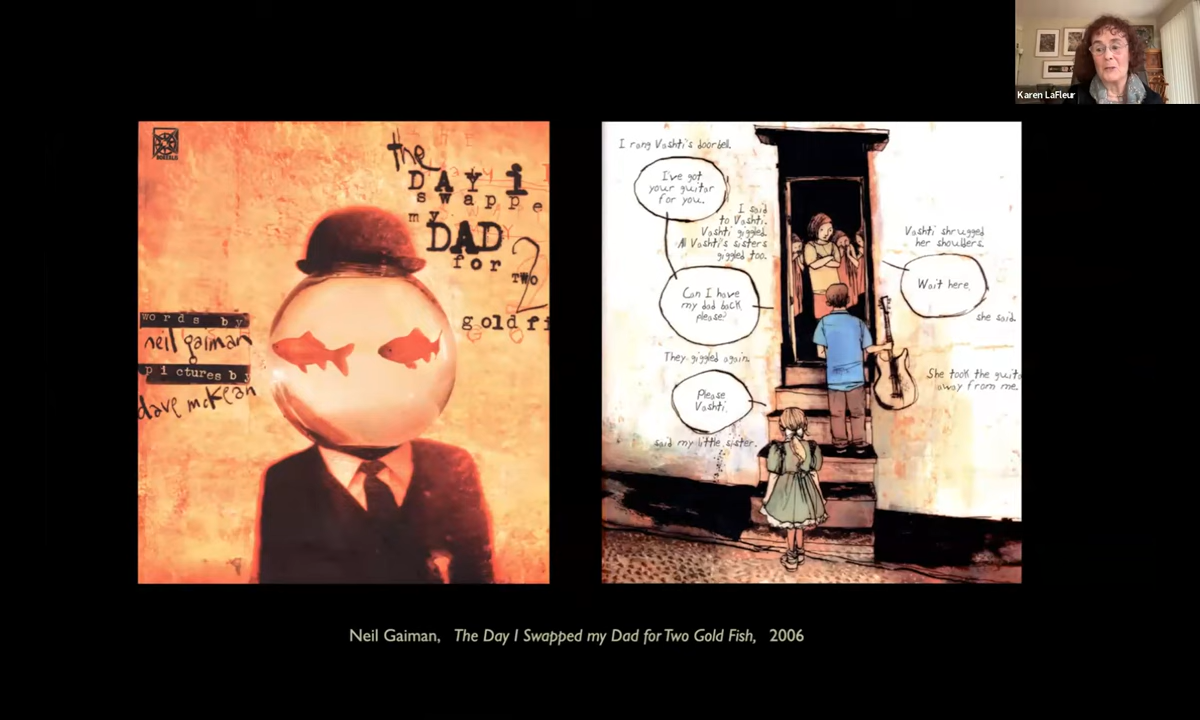 Karen LaFleur
the
DAY i
swappe
my
DAD
for 2
TWO
goldfi
words by
neil gaiman
pictures by
dave mckean
I rang Vashti's doorbell.
I've got
your guitar
for you.
I said
to Vashti.
Vashti giggled.
All Vashti's sisters
giggled too.
Can I have
my dad back
please?
They giggled again.
Please
Vashti.
said my little sister.
Vashti shrugged
her shoulders.
Wait here,
she said.
She took the guita
away from me.
Neil Gaiman, The Day I Swapped my Dad for Two Gold Fish, 2006